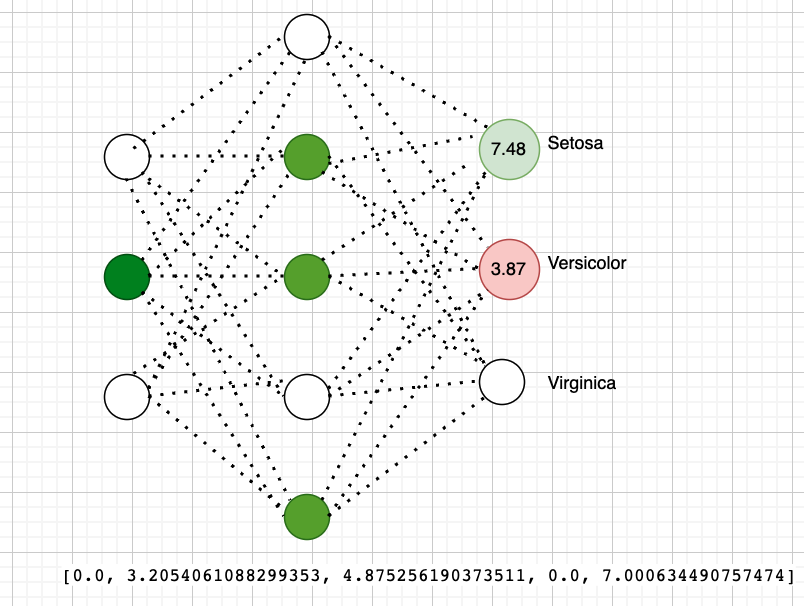 7.48 Setosa
3.87 Versicolor
Virginica
[0.0, 3.2054061088299353, 4.875256190373511, 0.0, 7.000634490757474]